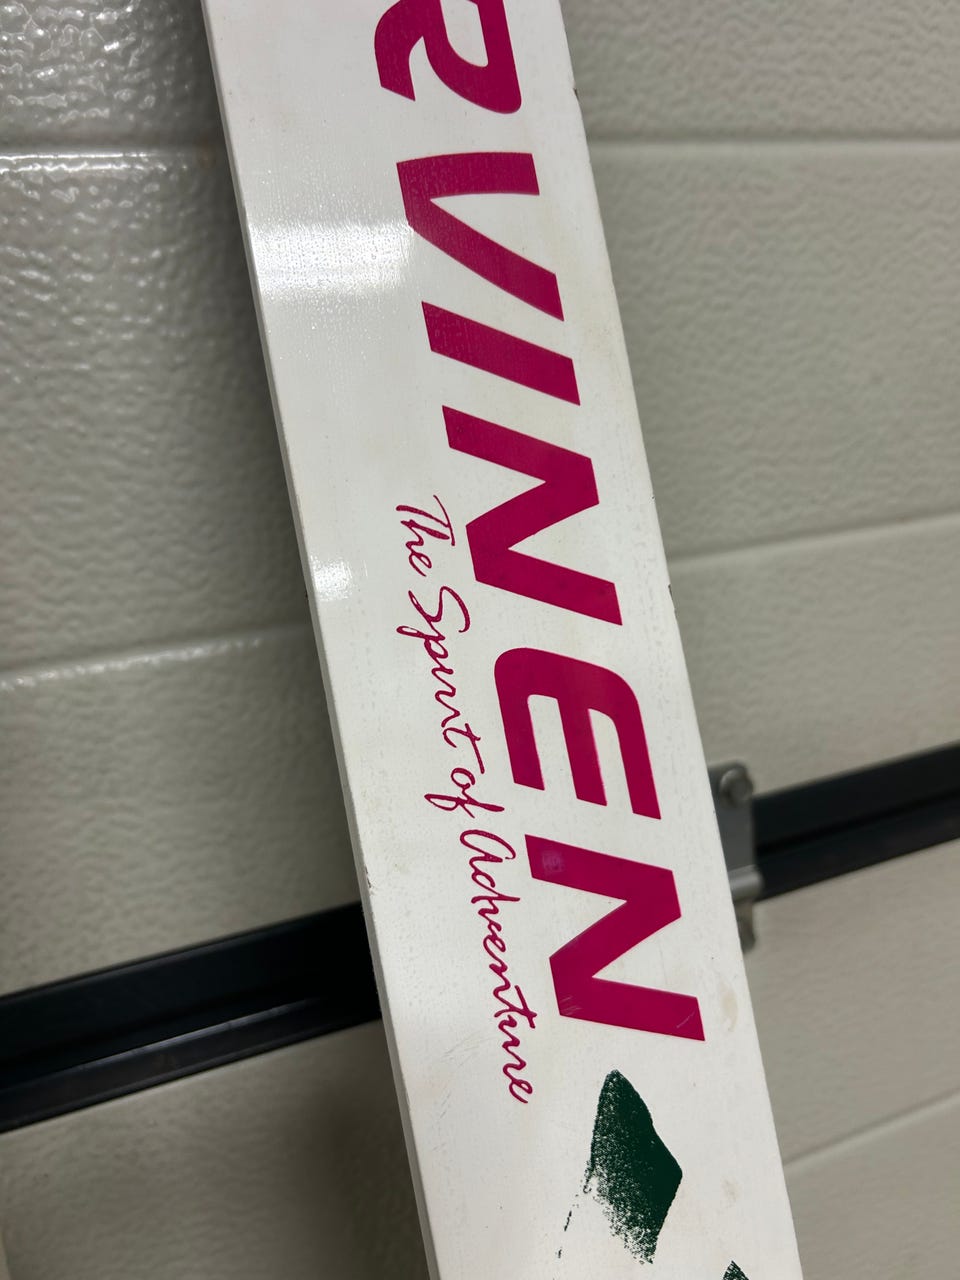 RVINEN
The Spirit of Adventure